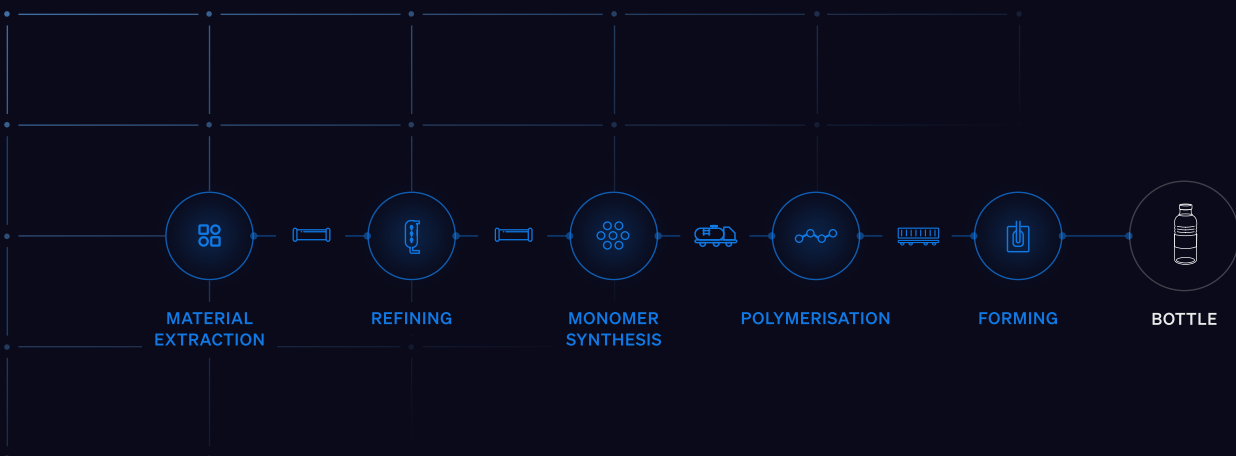 MATERIAL
EXTRACTION
REFINING
MONOMER
SYNTHESIS
POLYMERISATION
FORMING
BOTTLE